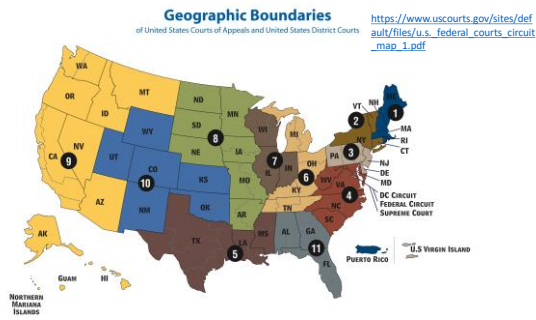 Geographic Boundaries
of United States Courts of Appeals and United States District Courts
https://www.uscourts.gov/sites/def
ault/files/u.s._federal_courts_circuit
_map_1.pdf
WA
OR
MT
ID
NV
CA
9
AZ
AK
GUAM
HI
NORTHERN
MARIANA
ISLANDS
WY
UT
CO
10
KS
NM
OK
ND
MN
SD
8
NE
IA
MO
AR
WI
MI
7
IL
IN
OH
6
KY
TN
TX
LA
5
MS
AL
GA
11
FL
VT
NH
ME
1
2
NY
MA
RI
CT
PA
3
NJ
DE
MD
WV
VA
4
NC
SC
DC CIRCUIT
FEDERAL CIRCUIT
SUPREME COURT
PUERTO RICO
U.S VIRGIN ISLAND